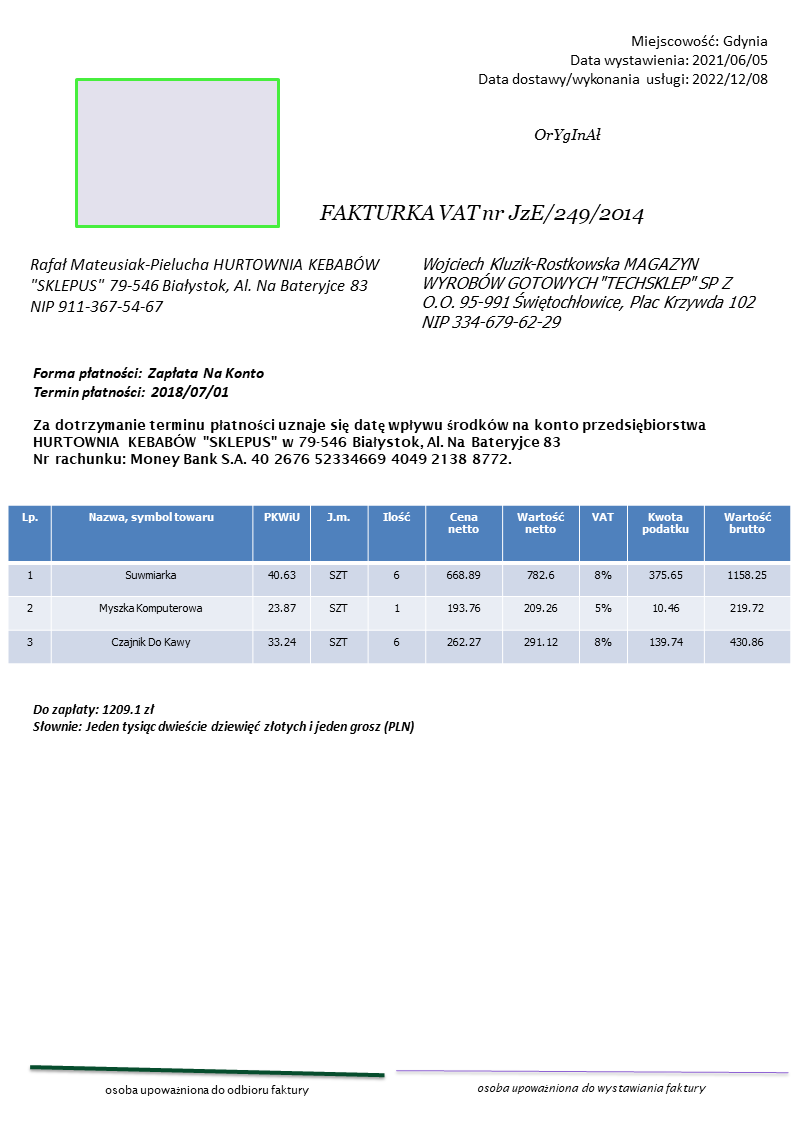 Miejscowość: Gdynia
Data wystawienia: 2021/06/05
Data dostawy/wykonania usługi: 2022/12/08
OrYgInAł
FAKTURKA VAT nr JzE/249/2014
Rafał Mateusiak-Pielucha HURTOWNIA KEBABÓW
"SKLEPUS" 79-546 Białystok, Al. Na Bateryjce 83
NIP 911-367-54-67
Wojciech Kluzik-Rostkowska MAGAZYN
WYROBÓW GOTOWYCH "TECHSKLEP" SP Z
O.O. 95-991 Świętochłowice, Plac Krzywda 102
NIP 334-679-62-29
Forma płatności: Zapłata Na Konto
Termin płatności: 2018/07/01
Za dotrzymanie terminu płatności uznaje się datę wpływu środków na konto przedsiębiorstwa
HURTOWNIA KEBABÓW "SKLEPUS" w 79-546 Białystok, Al. Na Bateryjce 83
Nr rachunku: Money Bank S.A. 40 2676 52334669 4049 2138 8772.
Lp. Nazwa, symbol towaru PKWiU J.m. Ilość Cena netto Wartość netto VAT Kwota podatku Wartość brutto
1 Suwmiarka 40.63 SZT 6 668.89 782.6 8% 375.65 1158.25
2 Myszka Komputerowa 23.87 SZT 1 193.76 209.26 5% 10.46 219.72
3 Czajnik Do Kawy 33.24 SZT 6 262.27 291.12 8% 139.74 430.86
Do zapłaty: 1209.1 zł
Słownie: Jeden tysiąc dwieście dziewięć złotych i jeden grosz (PLN)
osoba upoważniona do odbioru faktury
osoba upoważniona do wystawiania faktury